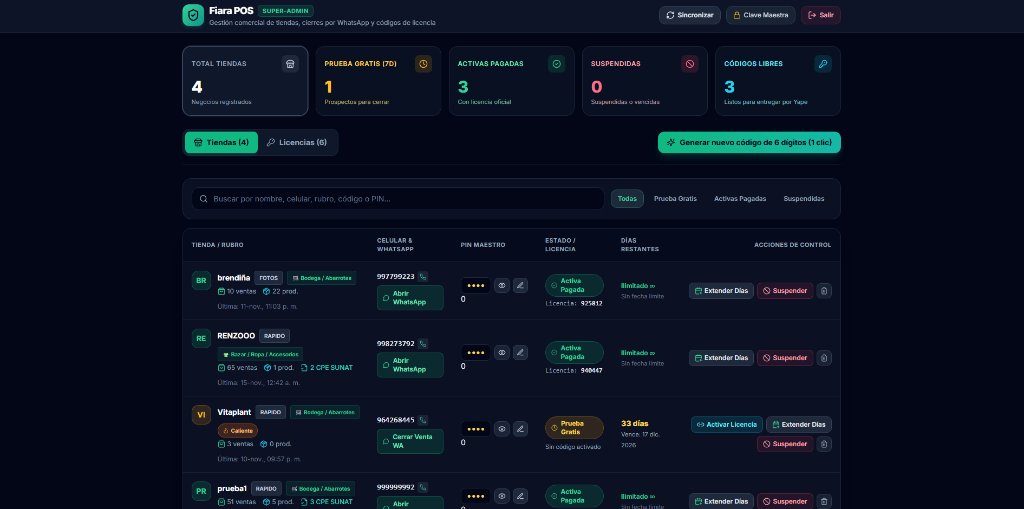 Fiara POS SUPER-ADMIN
Gestión comercial de tiendas, cierres por WhatsApp y códigos de licencia
Sincronizar
Clave Maestra
Salir
TOTAL TIENDAS
4
Negocios registrados
PRUEBA GRATIS (7D)
1
Prospectos para cerrar
ACTIVAS PAGADAS
3
Con licencia oficial
SUSPENDIDAS
0
Suspendidas o vencidas
CÓDIGOS LIBRES
3
Listos para entregar por Yape
Tiendas (4)
Licencias (6)
Generar nuevo código de 6 dígitos (1 clic)
Buscar por nombre, celular, rubro, código o PIN...
Todas
Prueba Gratis
Activas Pagadas
Suspendidas
TIENDA / RUBRO
CELULAR &
WHATSAPP
PIN MAESTRO
ESTADO /
LICENCIA
DÍAS
RESTANTES
ACCIONES DE CONTROL
BR
brendiña FOTOS Bodega / Abarrotes
10 ventas 22 prod.
Última: 11-nov., 11:03 p. m.
997799223
Abrir
WhatsApp
••••
0
Activa
Pagada
Licencia: 925812
Ilimitado ∞
Sin fecha límite
Extender Días
Suspender
RE
RENZOOO RAPIDO
Bazar / Ropa / Accesorios
65 ventas 1 prod. 2 CPE SUNAT
Última: 15-nov., 12:42 a. m.
998273792
Abrir
WhatsApp
••••
0
Activa
Pagada
Licencia: 940447
Ilimitado ∞
Sin fecha límite
Extender Días
Suspender
VI
Vitaplant RAPIDO Bodega / Abarrotes
Caliente
3 ventas 0 prod.
Última: 10-nov., 09:57 p. m.
964268445
Cerrar Venta
WA
••••
0
Prueba
Gratis
Sin código activado
33 días
Vence: 17 dic.
2026
Activar Licencia
Extender Días
Suspender
PR
prueba1 RAPIDO Bodega / Abarrotes
51 ventas 5 prod. 3 CPE SUNAT
999999992
Abrir
••••
0
Activa
Pagada
Ilimitado ∞
Sin fecha límite
Extender Días
Suspender